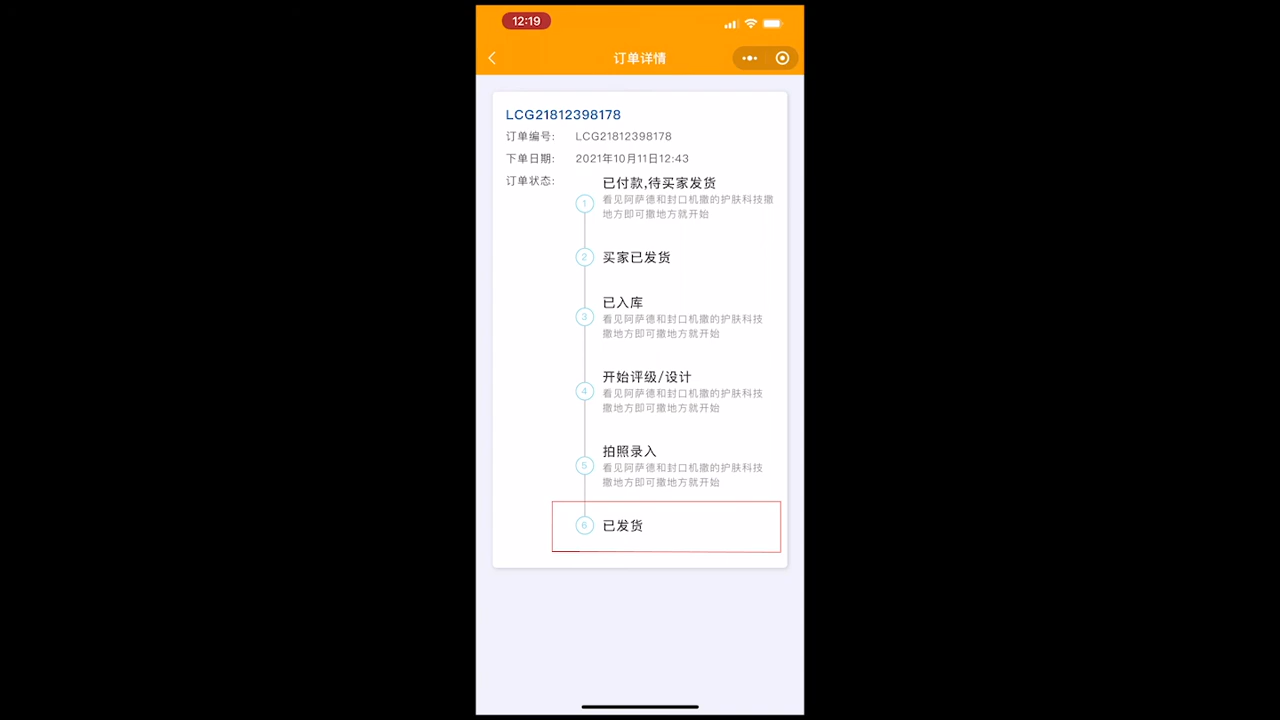 12:19
订单详情
LCG21812398178
订单编号: LCG21812398178
下单日期: 2021年10月11日12:43
订单状态:
已付款,待买家发货
1
看见阿萨德和封口机撒的护肤科技撒
地方即可撒地方就开始
2 买家已发货
已入库
3
看见阿萨德和封口机撒的护肤科技
撒地方即可撒地方就开始
开始评级/设计
4
看见阿萨德和封口机撒的护肤科技
撒地方即可撒地方就开始
拍照录入
5
看见阿萨德和封口机撒的护肤科技
撒地方即可撒地方就开始
6 已发货